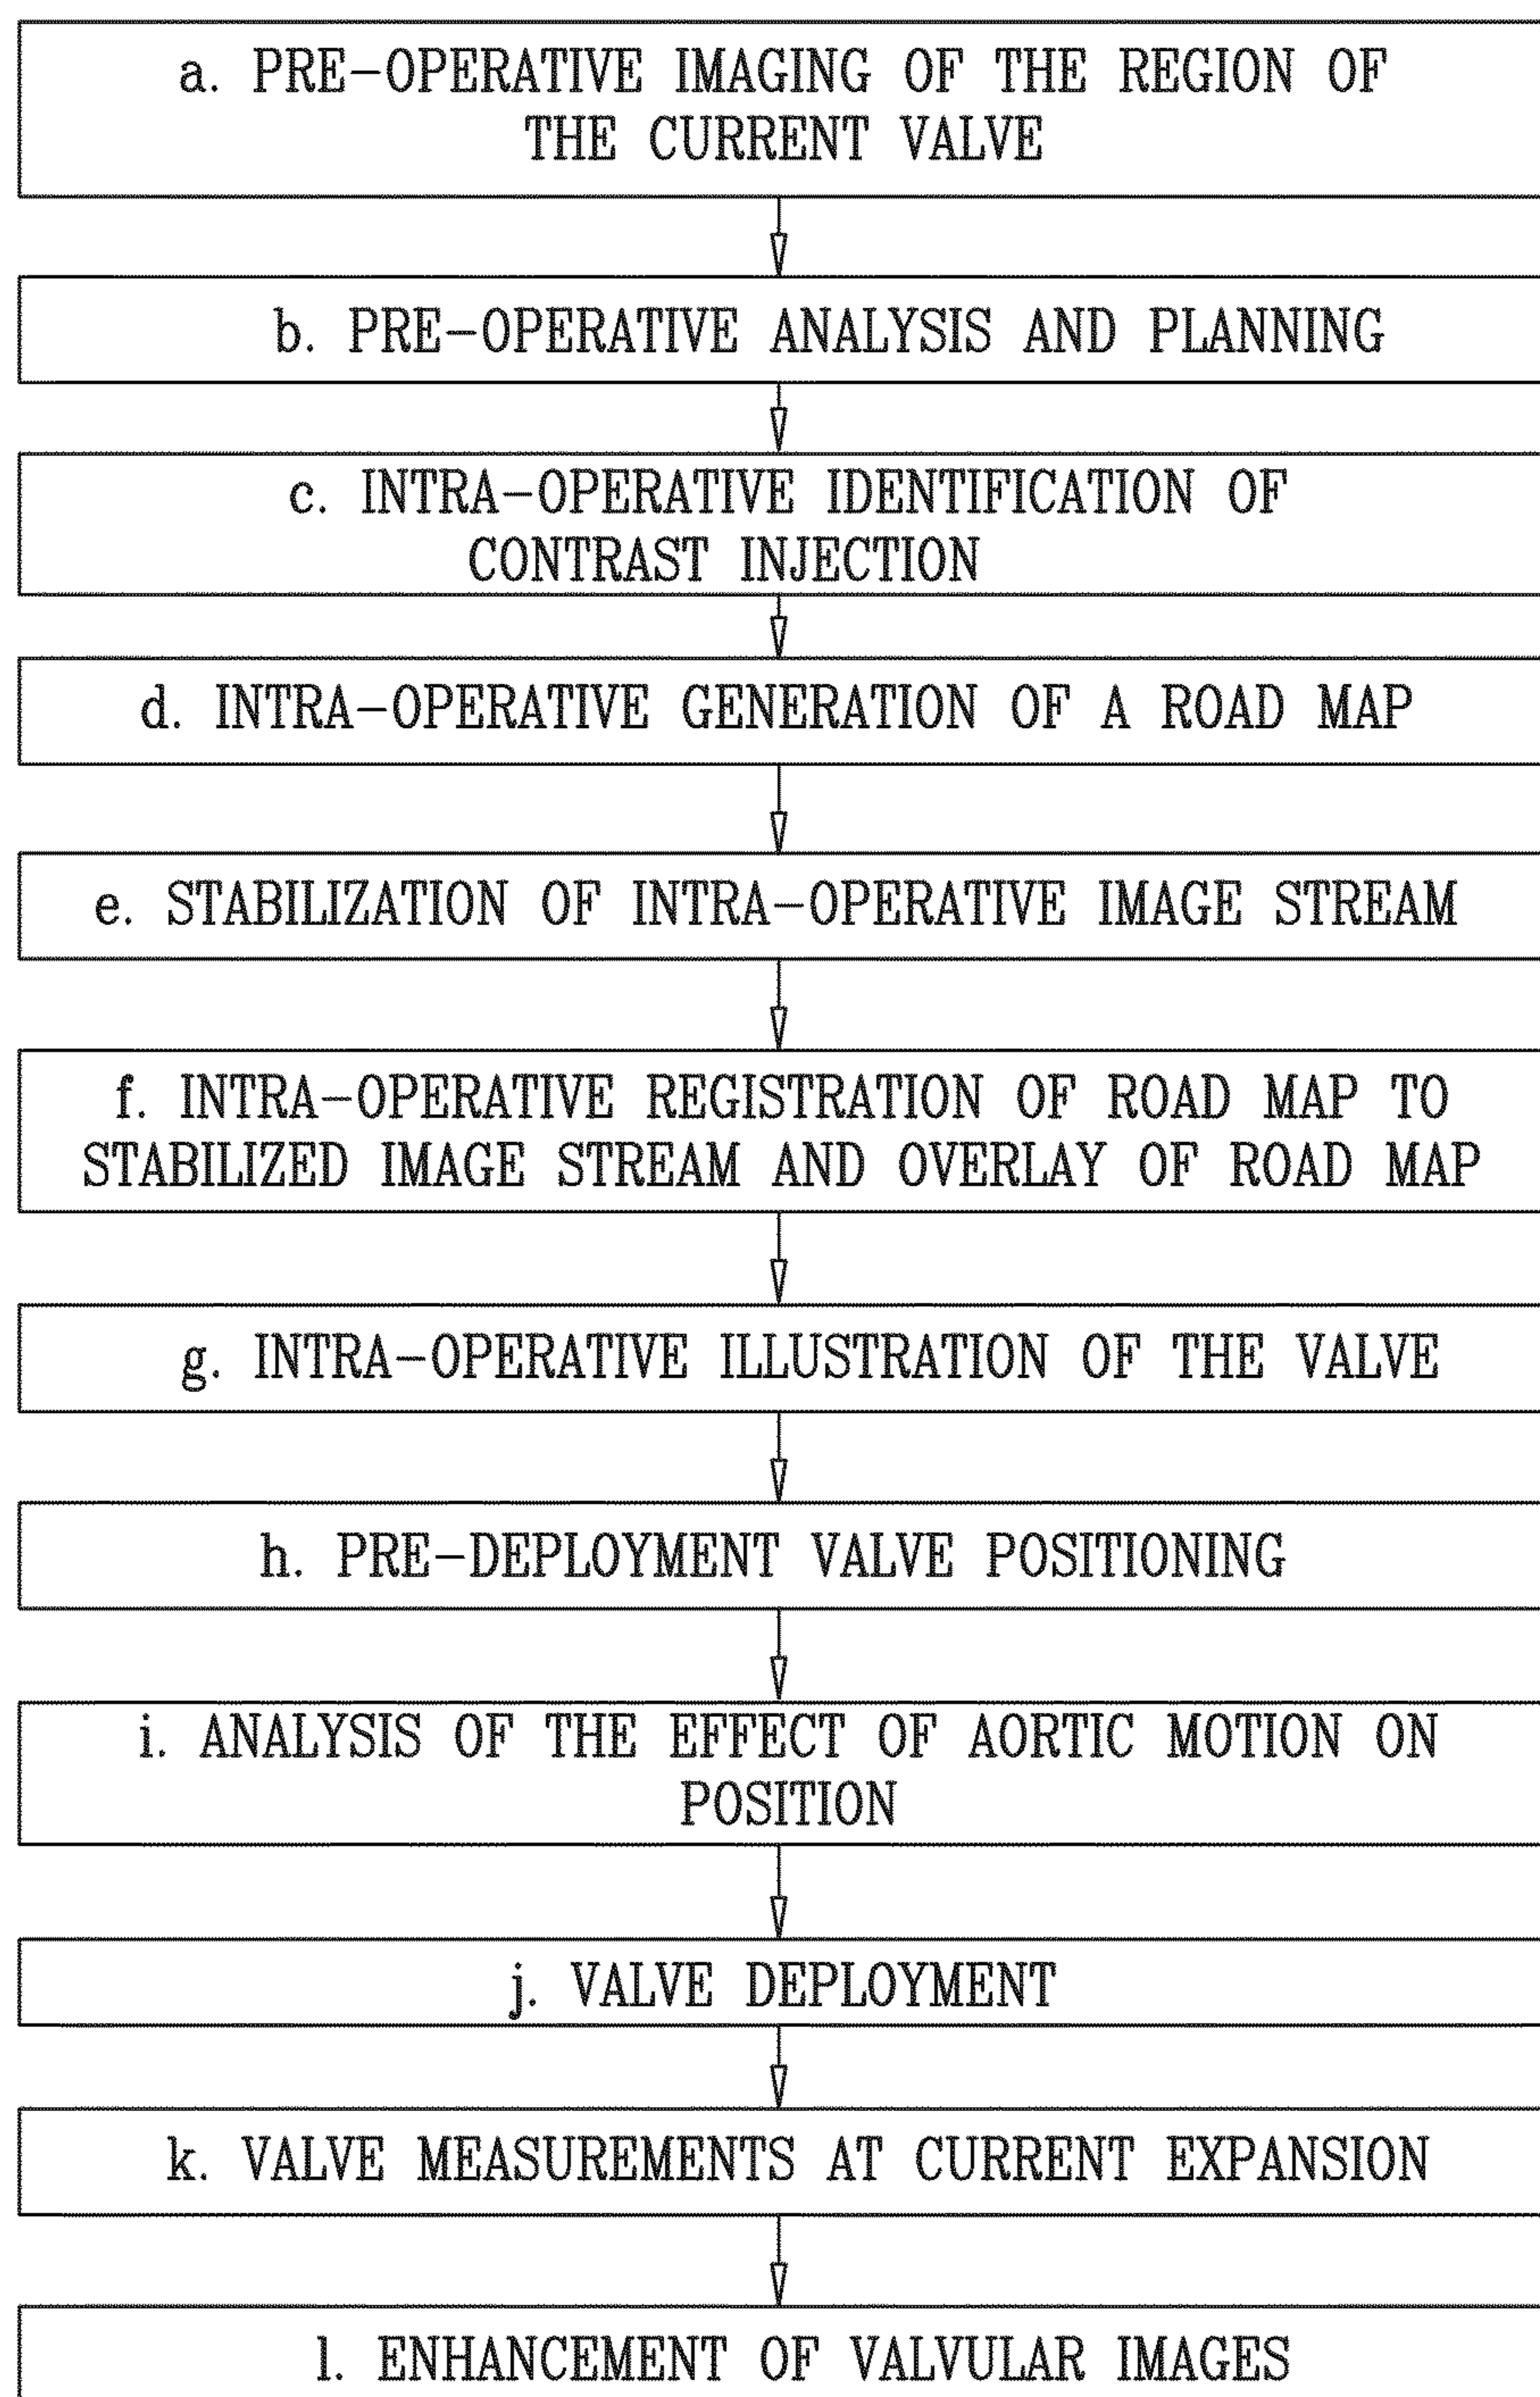 a. PRE-OPERATIVE IMAGING OF THE REGION OF
THE CURRENT VALVE
b. PRE-OPERATIVE ANALYSIS AND PLANNING
c. INTRA-OPERATIVE IDENTIFICATION OF
CONTRAST INJECTION
d. INTRA-OPERATIVE GENERATION OF A ROAD MAP
e. STABILIZATION OF INTRA-OPERATIVE IMAGE STREAM
f. INTRA-OPERATIVE REGISTRATION OF ROAD MAP TO
STABILIZED IMAGE STREAM AND OVERLAY OF ROAD MAP
g. INTRA-OPERATIVE ILLUSTRATION OF THE VALVE
h. PRE-DEPLOYMENT VALVE POSITIONING
i. ANALYSIS OF THE EFFECT OF AORTIC MOTION ON
POSITION
j. VALVE DEPLOYMENT
k. VALVE MEASUREMENTS AT CURRENT EXPANSION
l. ENHANCEMENT OF VALVULAR IMAGES